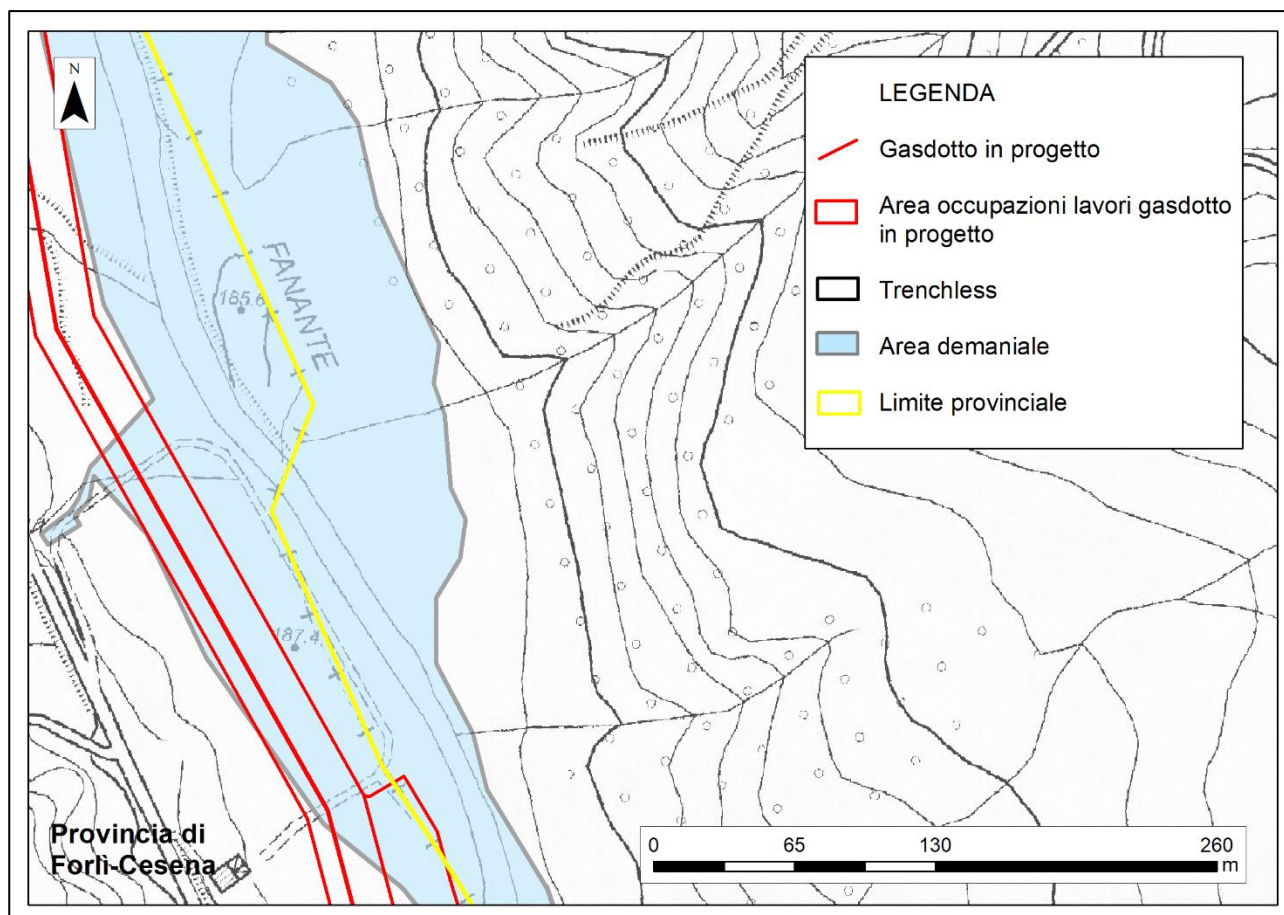 N
LEGENDA
Gasdotto in progetto
Area occupazioni lavori gasdotto
in progetto
Trenchless
Area demaniale
Limite provinciale
FANANTE
185.6
187.4
Provincia di
Forlì-Cesena
0 65 130 260
m